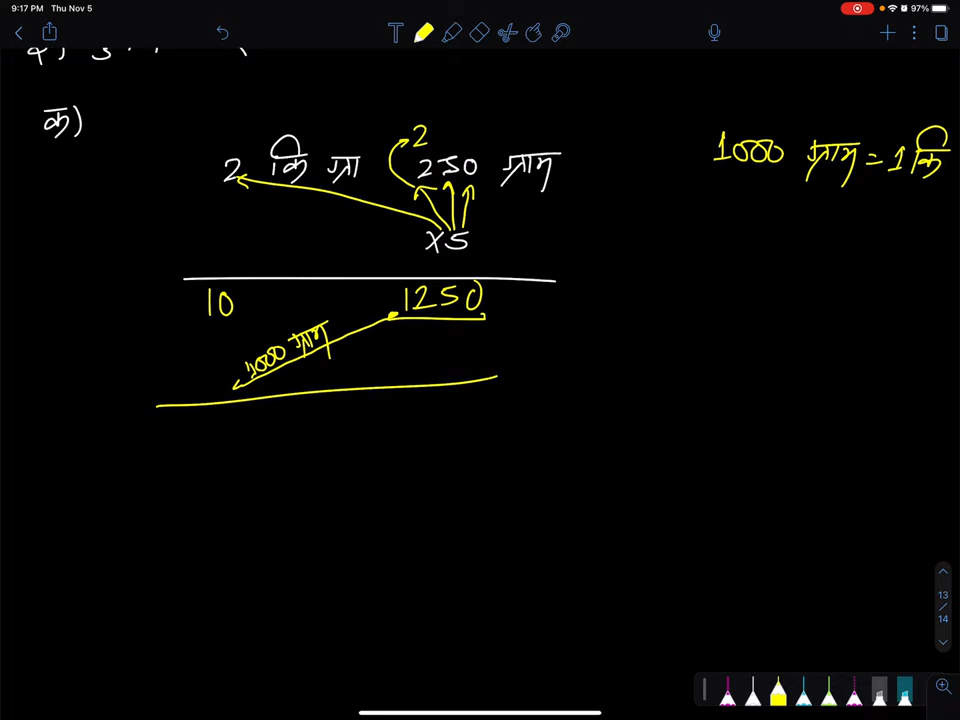 9:17 PM Thu Nov 5
97%
क)
2
2 कि ग्रा 250 ग्राम
1000 ग्राम = 1 कि
x5
10 1250
1000 ग्राम
13
/
14